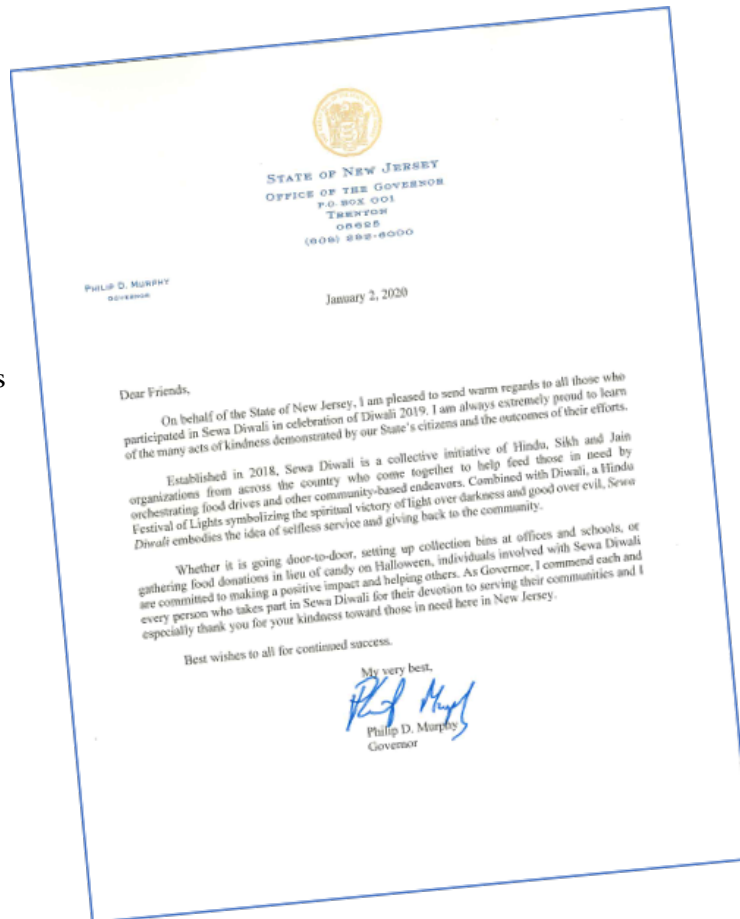 STATE OF NEW JERSEY
OFFICE OF THE GOVERNOR
P.O. BOX 001
TRENTON
08625
(609) 292-6000
PHILIP D. MURPHY
GOVERNOR
January 2, 2020
s
Dear Friends,
On behalf of the State of New Jersey, I am pleased to send warm regards to all those who
participated in Sewa Diwali in celebration of Diwali 2019. I am always extremely proud to learn
of the many acts of kindness demonstrated by our State's citizens and the outcomes of their efforts.
Established in 2018, Sewa Diwali is a collective initiative of Hindu, Sikh and Jain
organizations from across the country who come together to help feed those in need by
orchestrating food drives and other community-based endeavors. Combined with Diwali, a Hindu
Festival of Lights symbolizing the spiritual victory of light over darkness and good over evil, Sewa
Diwali embodies the idea of selfless service and giving back to the community.
Whether it is going door-to-door, setting up collection bins at offices and schools, or
gathering food donations in lieu of candy on Halloween, individuals involved with Sewa Diwali
are committed to making a positive impact and helping others. As Governor, I commend each and
every person who takes part in Sewa Diwali for their devotion to serving their communities and I
especially thank you for your kindness toward those in need here in New Jersey.
Best wishes to all for continued success.
My very best,
Philip D. Murphy
Governor